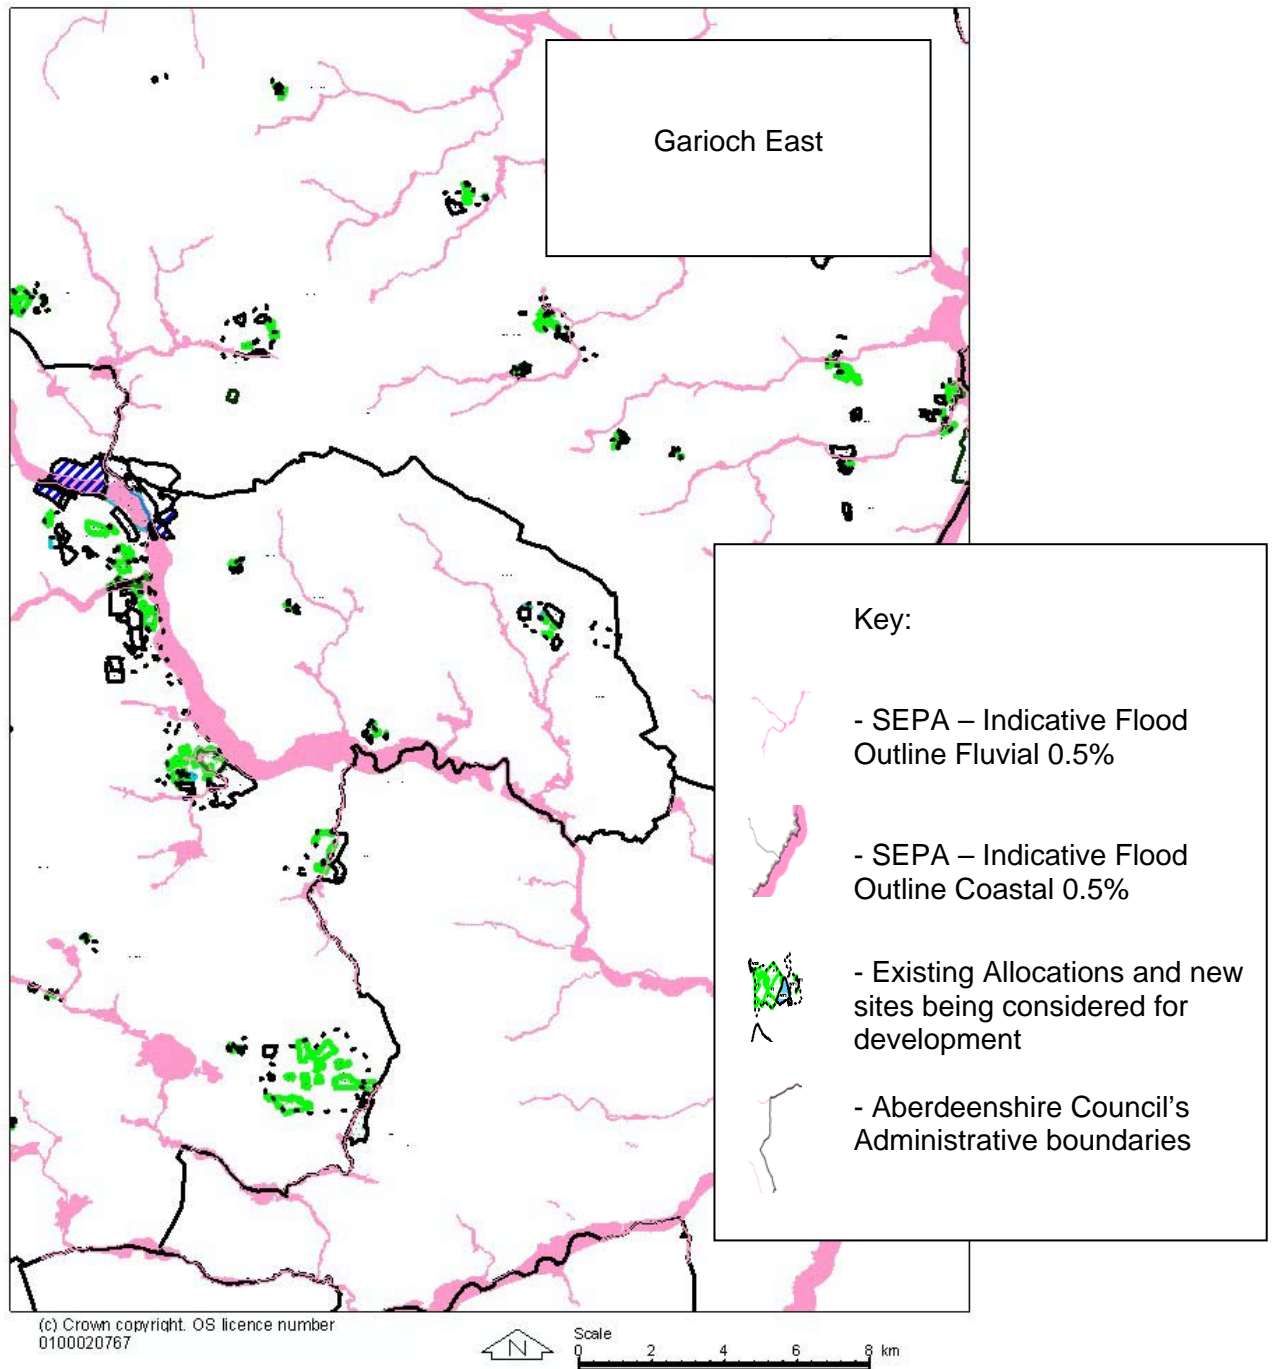 Garioch East
Key:
- SEPA – Indicative Flood
Outline Fluvial 0.5%
- SEPA – Indicative Flood
Outline Coastal 0.5%
- Existing Allocations and new
sites being considered for
development
- Aberdeenshire Council's
Administrative boundaries
(c) Crown copyright. OS licence number
0100020767
N
Scale
0 2 4 6 8 km